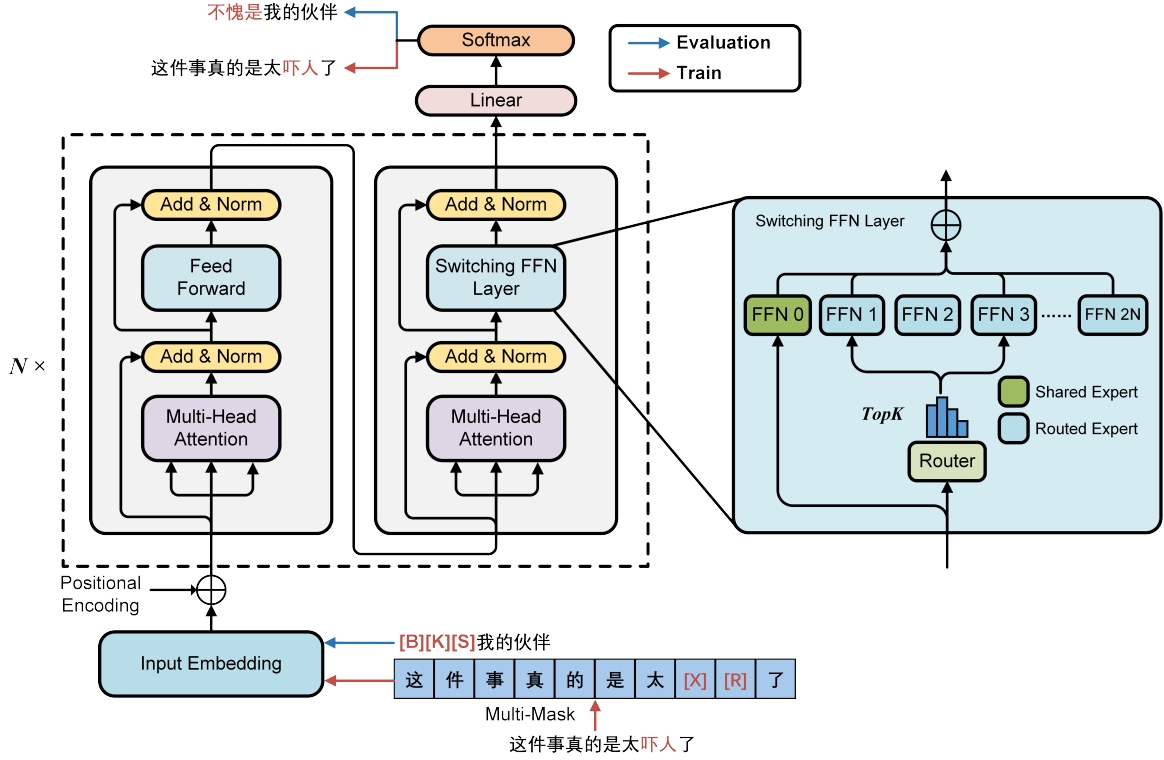 不愧是我的伙伴
这件事真的是太吓人了
Softmax
Linear
Evaluation
Train
N ×
Add & Norm
Feed
Forward
Add & Norm
Multi-Head
Attention
Add & Norm
Switching FFN
Layer
Add & Norm
Multi-Head
Attention
Switching FFN Layer
FFN 0
FFN 1
FFN 2
FFN 3
......
FFN 2N
TopK
Router
Shared Expert
Routed Expert
Positional
Encoding
Input Embedding
[B][K][S]我的伙伴
这 件 事 真 的 是 太 [X] [R] 了
Multi-Mask
这件事真的是太吓人了